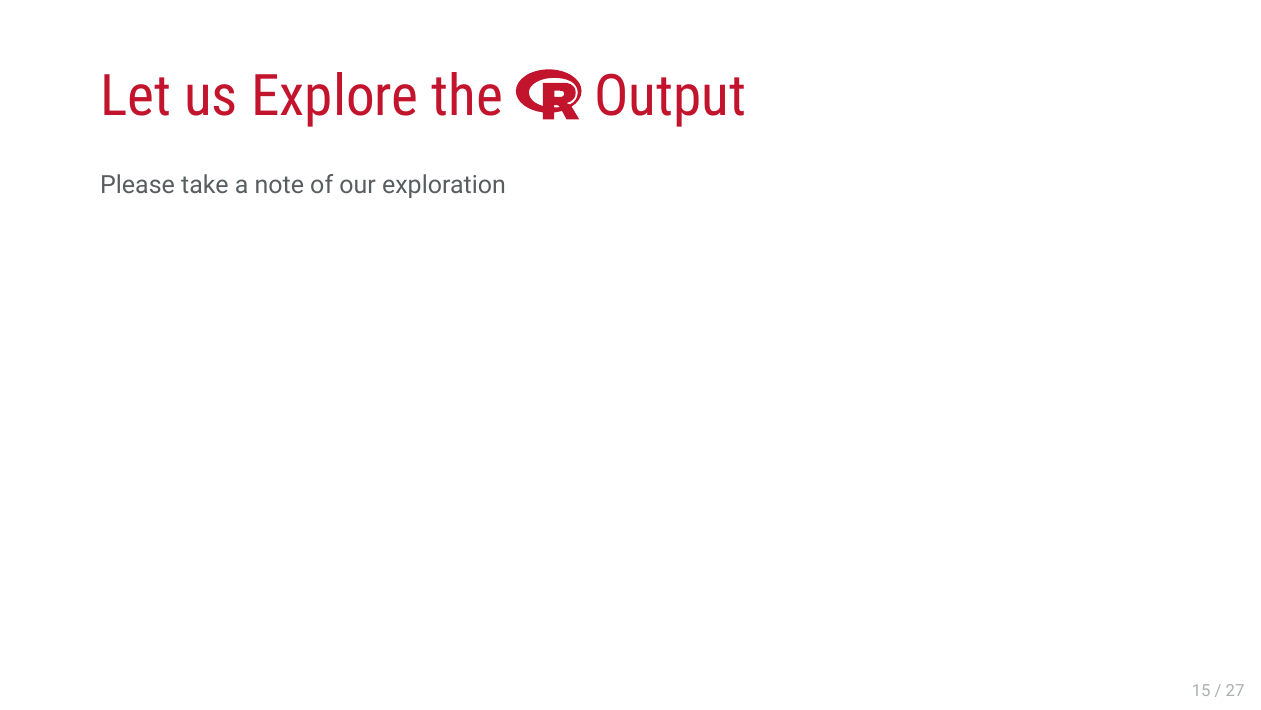 Let us Explore the R Output
Please take a note of our exploration
15 / 27